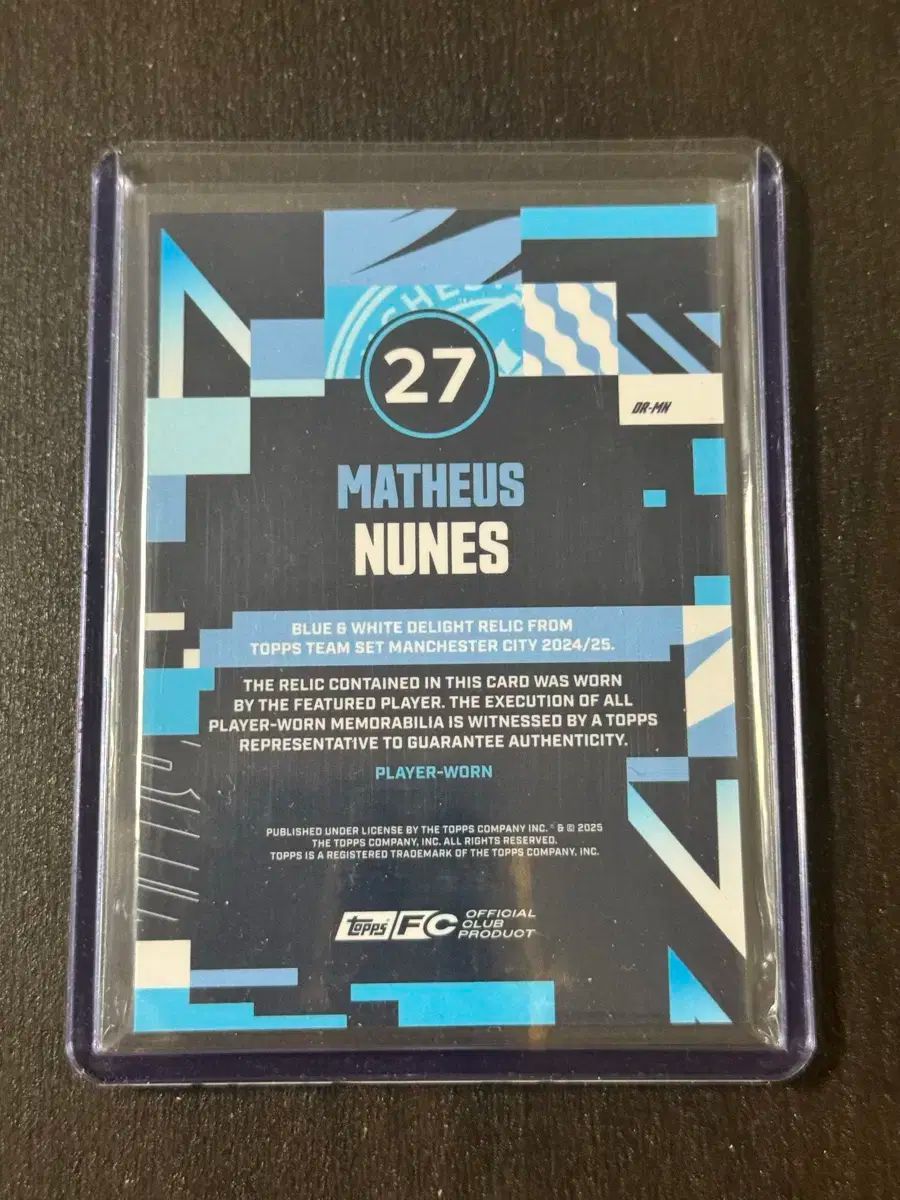 CHES
27
DR-MN
MATHEUS
NUNES
BLUE & WHITE DELIGHT RELIC FROM
TOPPS TEAM SET MANCHESTER CITY 2024/25.
THE RELIC CONTAINED IN THIS CARD WAS WORN
BY THE FEATURED PLAYER. THE EXECUTION OF ALL
PLAYER-WORN MEMORABILIA IS WITNESSED BY A TOPPS
REPRESENTATIVE TO GUARANTEE AUTHENTICITY.
PLAYER-WORN
PUBLISHED UNDER LICENSE BY THE TOPPS COMPANY INC.® & © 2025
THE TOPPS COMPANY, INC. ALL RIGHTS RESERVED.
TOPPS IS A REGISTERED TRADEMARK OF THE TOPPS COMPANY, INC.
topps FC OFFICIAL
CLUB
PRODUCT